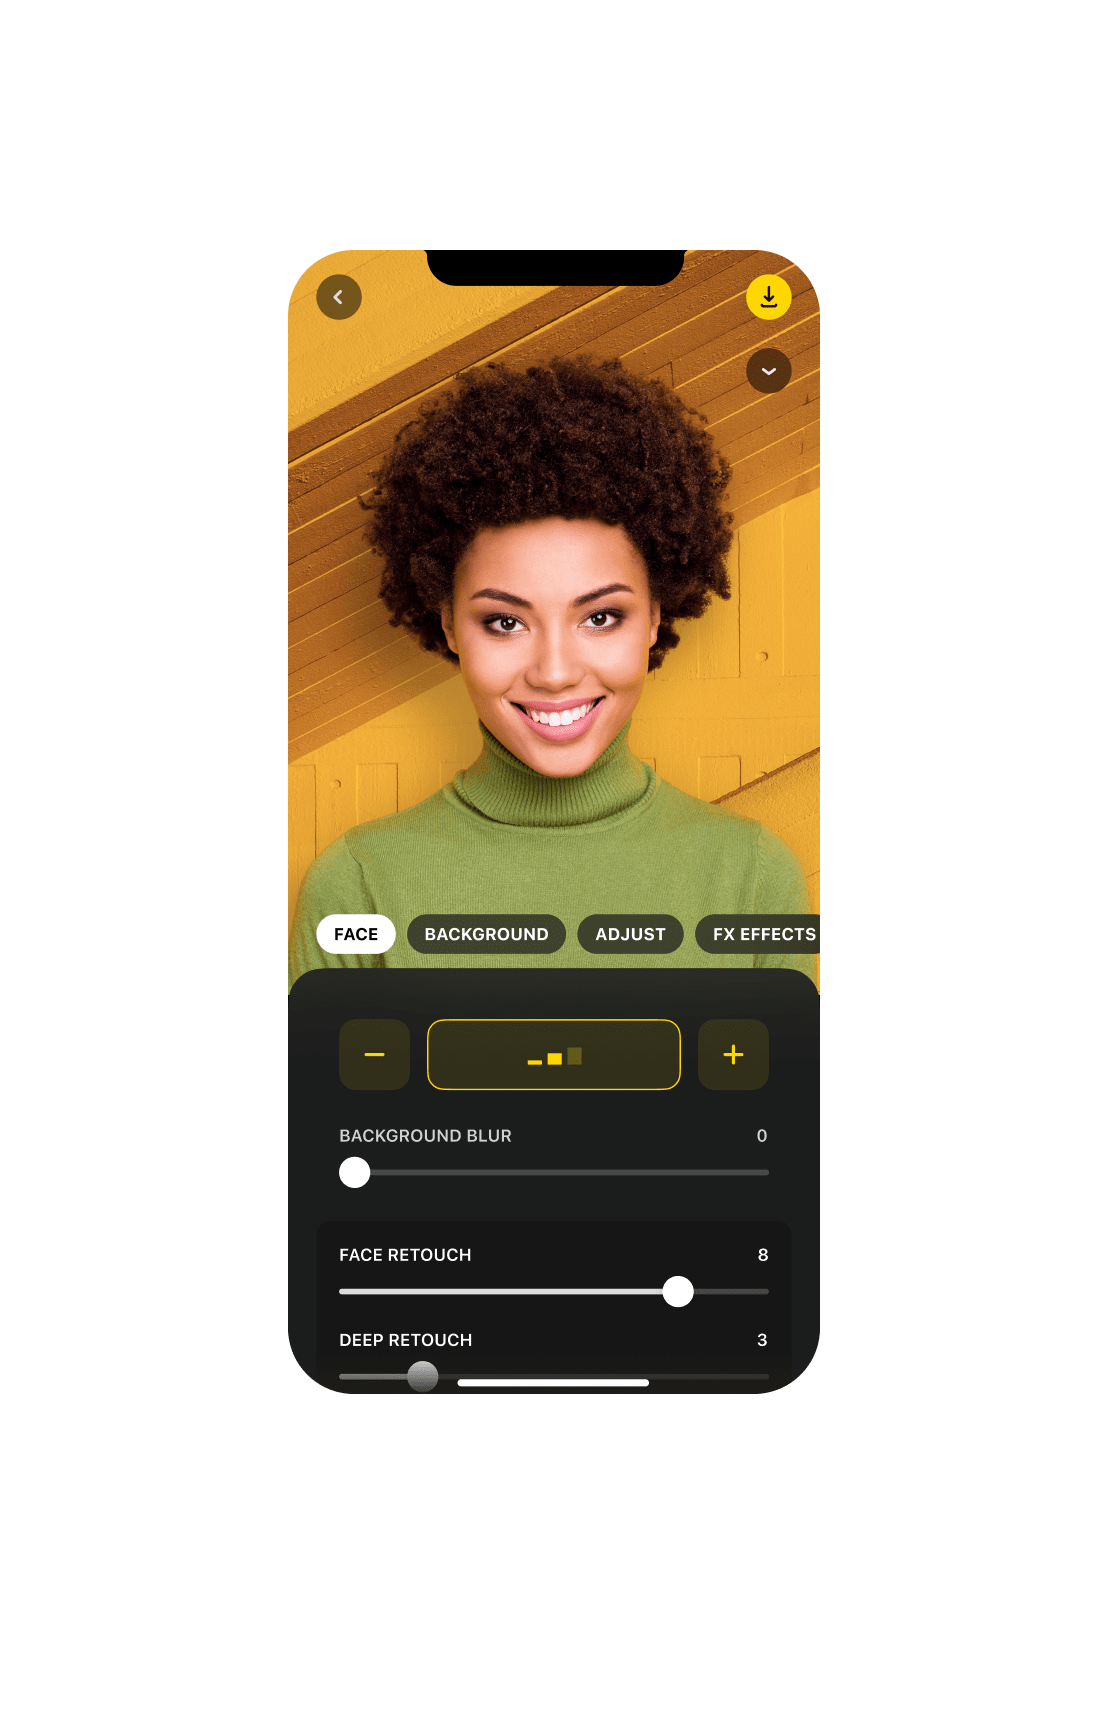 FACE
BACKGROUND
ADJUST
FX EFFECTS
BACKGROUND BLUR 0
FACE RETOUCH 8
DEEP RETOUCH 3